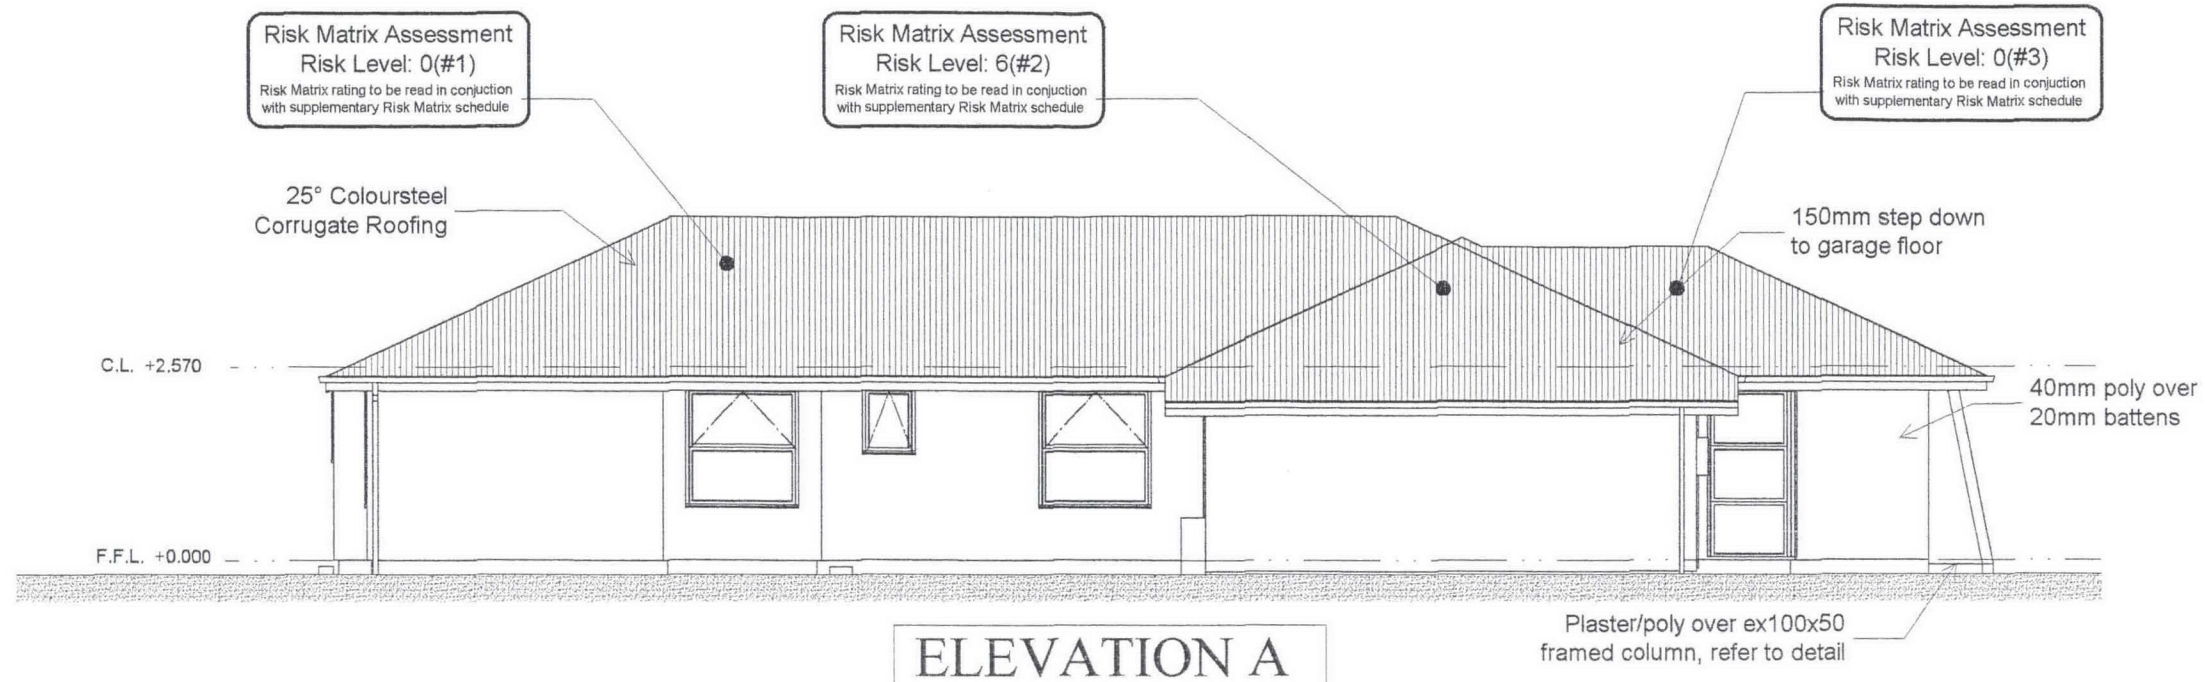 Risk Matrix Assessment
Risk Level: 0(#1)
Risk Matrix rating to be read in conjuction
with supplementary Risk Matrix schedule
Risk Matrix Assessment
Risk Level: 6(#2)
Risk Matrix rating to be read in conjuction
with supplementary Risk Matrix schedule
Risk Matrix Assessment
Risk Level: 0(#3)
Risk Matrix rating to be read in conjuction
with supplementary Risk Matrix schedule
25° Coloursteel
Corrugate Roofing
150mm step down
to garage floor
C.L. +2.570
40mm poly over
20mm battens
F.F.L. +0.000
Plaster/poly over ex100x50
framed column, refer to detail
ELEVATION A